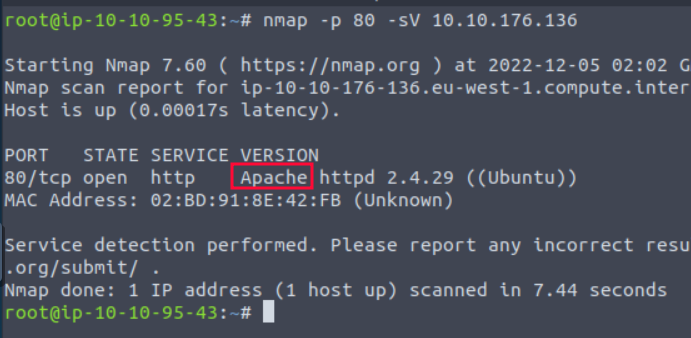 root@ip-10-10-95-43:~# nmap -p 80 -sV 10.10.176.136
Starting Nmap 7.60 ( https://nmap.org ) at 2022-12-05 02:02 G
Nmap scan report for ip-10-10-176-136.eu-west-1.compute.inter
Host is up (0.00017s latency).
PORT   STATE SERVICE VERSION
80/tcp open  http    Apache httpd 2.4.29 ((Ubuntu))
MAC Address: 02:BD:91:8E:42:FB (Unknown)
Service detection performed. Please report any incorrect resu
.org/submit/ .
Nmap done: 1 IP address (1 host up) scanned in 7.44 seconds
root@ip-10-10-95-43:~#